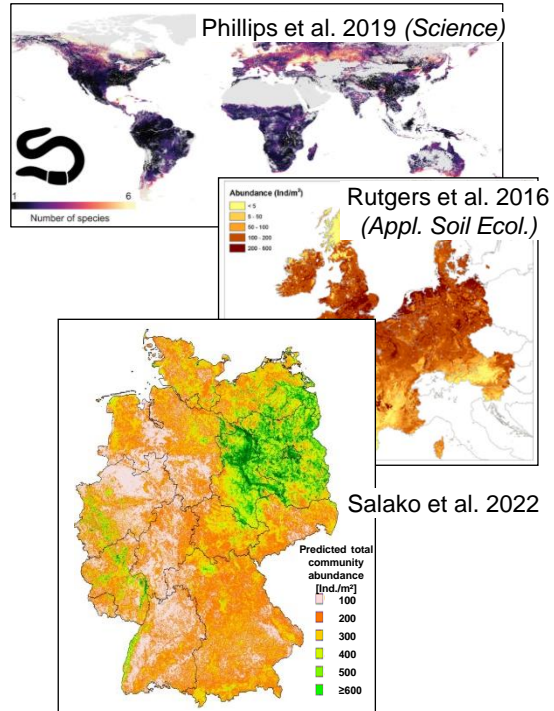 Phillips et al. 2019 (Science)
1
6
Number of species
Rutgers et al. 2016
(Appl. Soil Ecol.)
Abundance (Ind/m²)
< 5
5 - 50
50 - 100
100 - 200
200 - 600
Salako et al. 2022
Predicted total
community
abundance
[Ind./m²]
100
200
300
400
500
≥600